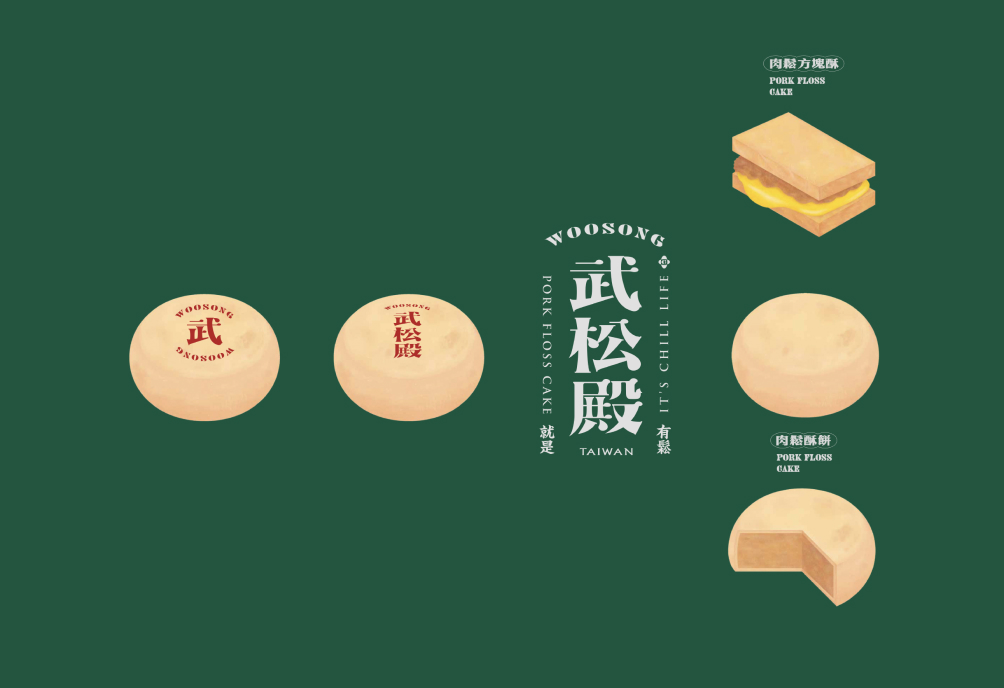 WOOSONG
武
WOOSONG
WOOSONG
武松殿
WOOSONG
武松殿
PORK FLOSS CAKE 就是
IT'S CHILL LIFE 有鬆
TAIWAN
肉鬆方塊酥
PORK FLOSS
CAKE
肉鬆酥餅
PORK FLOSS
CAKE